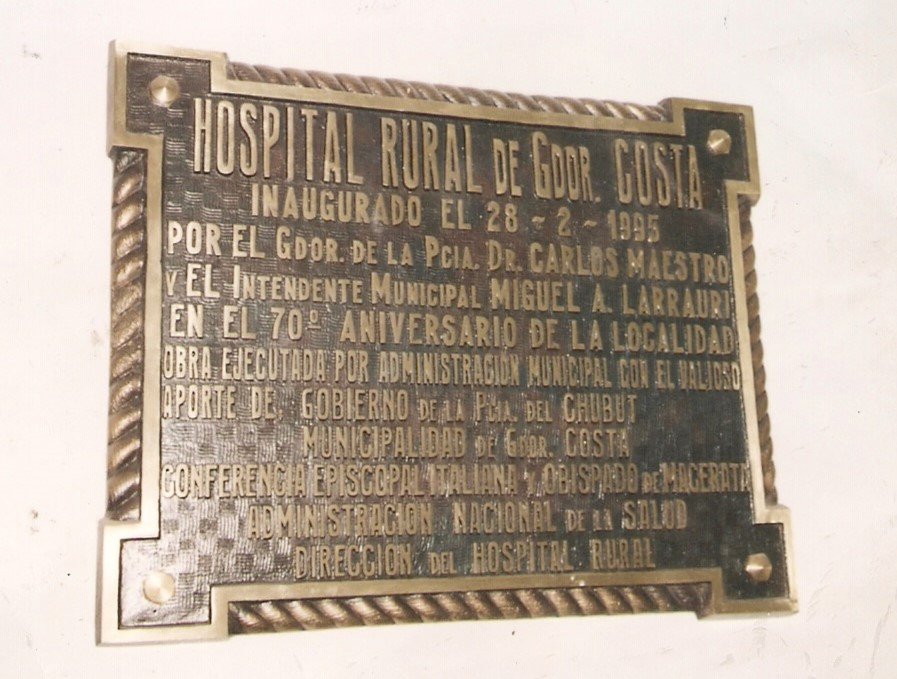 HOSPITAL RURAL DE GDOR. COSTA
INAUGURADO EL 28 - 2 - 1995
POR EL GDOR. DE LA PCIA. DR. CARLOS MAESTRO
Y EL INTENDENTE MUNICIPAL MIGUEL A. LARRAURI
EN EL 70º ANIVERSARIO DE LA LOCALIDAD
OBRA EJECUTADA POR ADMINISTRACION MUNICIPAL CON EL VALIOSO
APORTE DE: GOBIERNO DE LA PCIA. DEL CHUBUT
MUNICIPALIDAD DE GDOR. COSTA
CONFERENCIA EPISCOPAL ITALIANA Y OBISPADO DE MACERATA
ADMINISTRACION NACIONAL DE LA SALUD
DIRECCION DEL HOSPITAL RURAL